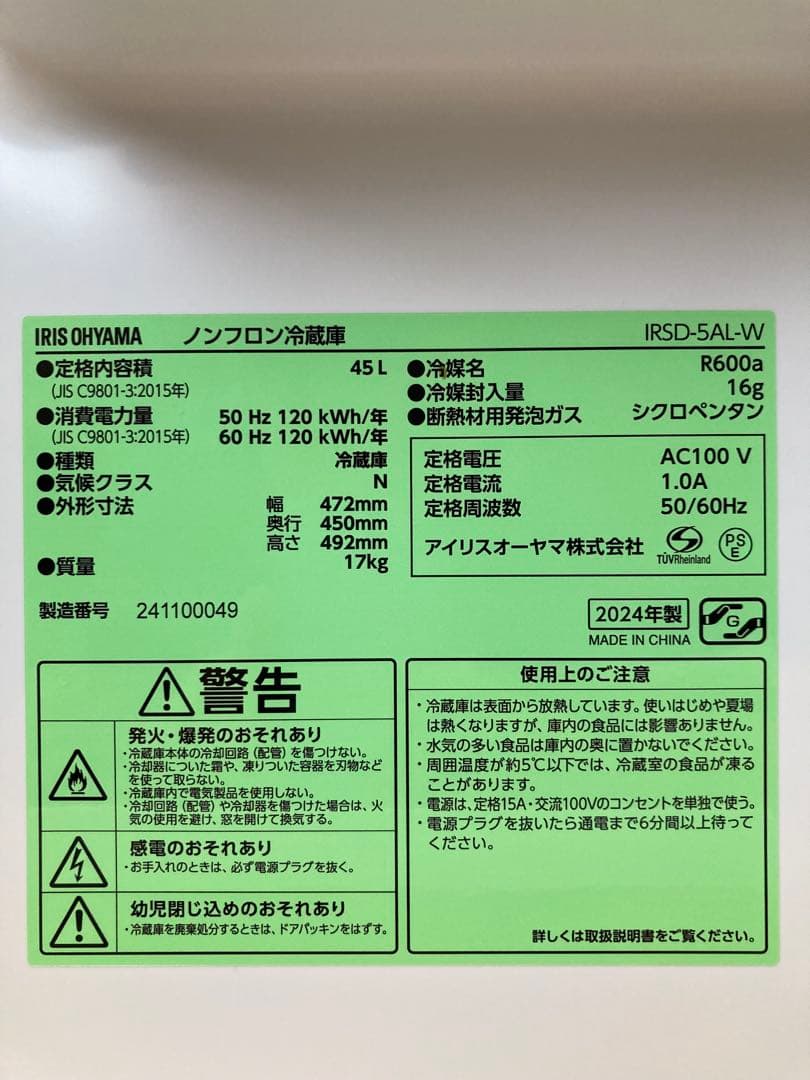 IRIS OHYAMA ノンフロン冷蔵庫 IRSD-5AL-W
●定格内容積 45 L
(JIS C9801-3:2015年)
●消費電力量 50 Hz 120 kWh/年
(JIS C9801-3:2015年) 60 Hz 120 kWh/年
●種類 冷蔵庫
●気候クラス N
●外形寸法 幅 472mm
奥行 450mm
高さ 492mm
●質量 17kg
●冷媒名 R600a
●冷媒封入量 16g
●断熱材用発泡ガス シクロペンタン
定格電圧 AC100 V
定格電流 1.0A
定格周波数 50/60Hz
アイリスオーヤマ株式会社 TÜVRheinland PS E
製造番号 241100049
2024年製
MADE IN CHINA
G
警告
発火・爆発のおそれあり
・冷蔵庫本体の冷却回路(配管)を傷つけない。
・冷却器についた霜や、凍りついた容器を刃物など
を使って取らない。
・冷蔵庫内で電気製品を使用しない。
・冷却回路(配管)や冷却器を傷つけた場合は、火
気の使用を避け、窓を開けて換気する。
感電のおそれあり
・お手入れのときは、必ず電源プラグを抜く。
幼児閉じ込めのおそれあり
・冷蔵庫を廃棄処分するときは、ドアパッキンをはずす。
使用上のご注意
・冷蔵庫は表面から放熱しています。使いはじめや夏場
は熱くなりますが、庫内の食品には影響ありません。
・水気の多い食品は庫内の奥に置かないでください。
・周囲温度が約5℃以下では、冷蔵室の食品が凍る
ことがあります。
・電源は、定格15A・交流100Vのコンセントを単独で使う。
・電源プラグを抜いたら通電まで6分間以上待って
ください。
詳しくは取扱説明書をご覧ください。